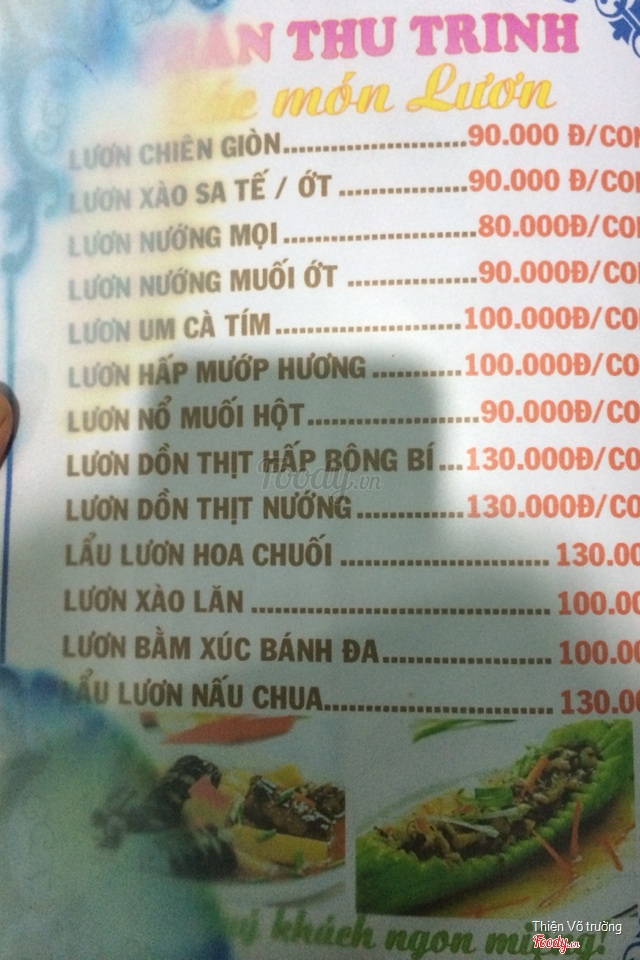 THU TRINH
món Lươn
LƯƠN CHIÊN GIÒN.......................90.000 Đ/CO
LƯƠN XÀO SA TẾ / ỚT ................90.000 Đ/CO
LƯƠN NƯỚNG MỌI ........................80.000Đ/CO
LƯƠN NƯỚNG MUỐI ỚT ................90.000Đ/CO
LƯƠN UM CÀ TÍM .......................100.000Đ/CO
LƯƠN HẤP MƯỚP HƯƠNG ...........100.000Đ/CO
LƯƠN NỔ MUỐI HỘT.....................90.000Đ/CO
LƯƠN DỒN THỊT HẤP BÔNG BÍ ...130.000Đ/CO
LƯƠN DỒN THỊT NƯỚNG.............130.000Đ/CO
LẨU LƯƠN HOA CHUỐI .......................... 130.00
LƯƠN XÀO LĂN ..................................... 100.00
LƯƠN BẰM XÚC BÁNH ĐA..................... 100.00
LẨU LƯƠN NẤU CHUA............................ 130.00
Foody.vn
khách ngon miệng!
Thiện Võ trường
Foody.vn